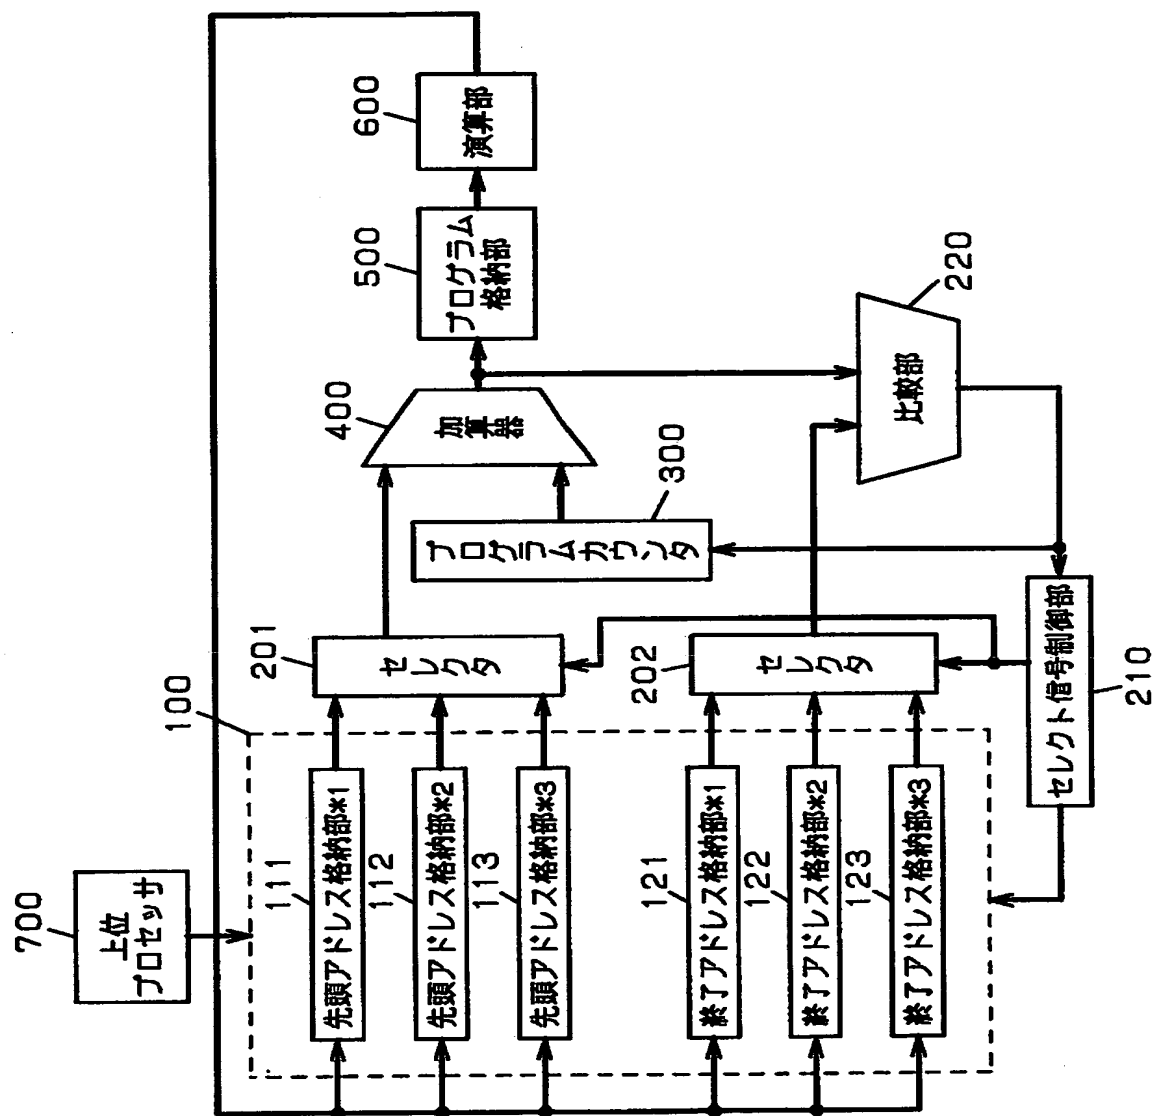 700
上位
プロセッサ
100
111
先頭アドレス格納部*1
112
先頭アドレス格納部*2
113
先頭アドレス格納部*3
121
終了アドレス格納部*1
122
終了アドレス格納部*2
123
終了アドレス格納部*3
201
セレクタ
202
セレクタ
210
セレクト信号制御部
300
プログラムカウンタ
400
加算器
220
比較部
500
プログラム
格納部
600
演算部